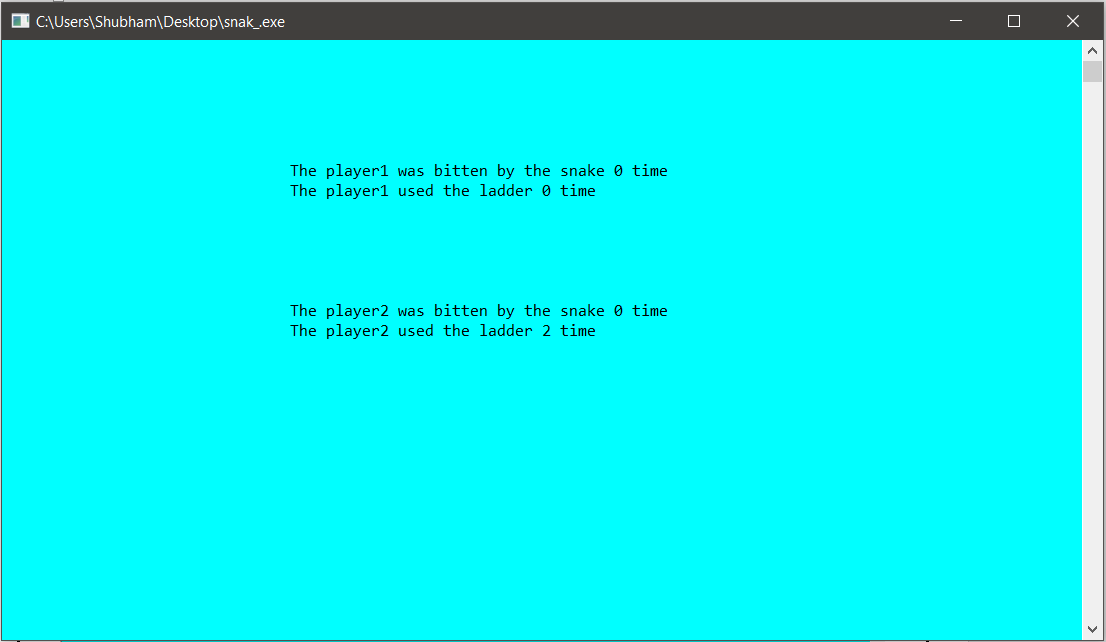 C:\Users\Shubham\Desktop\snak_.exe
The player1 was bitten by the snake 0 time
The player1 used the ladder 0 time
The player2 was bitten by the snake 0 time
The player2 used the ladder 2 time